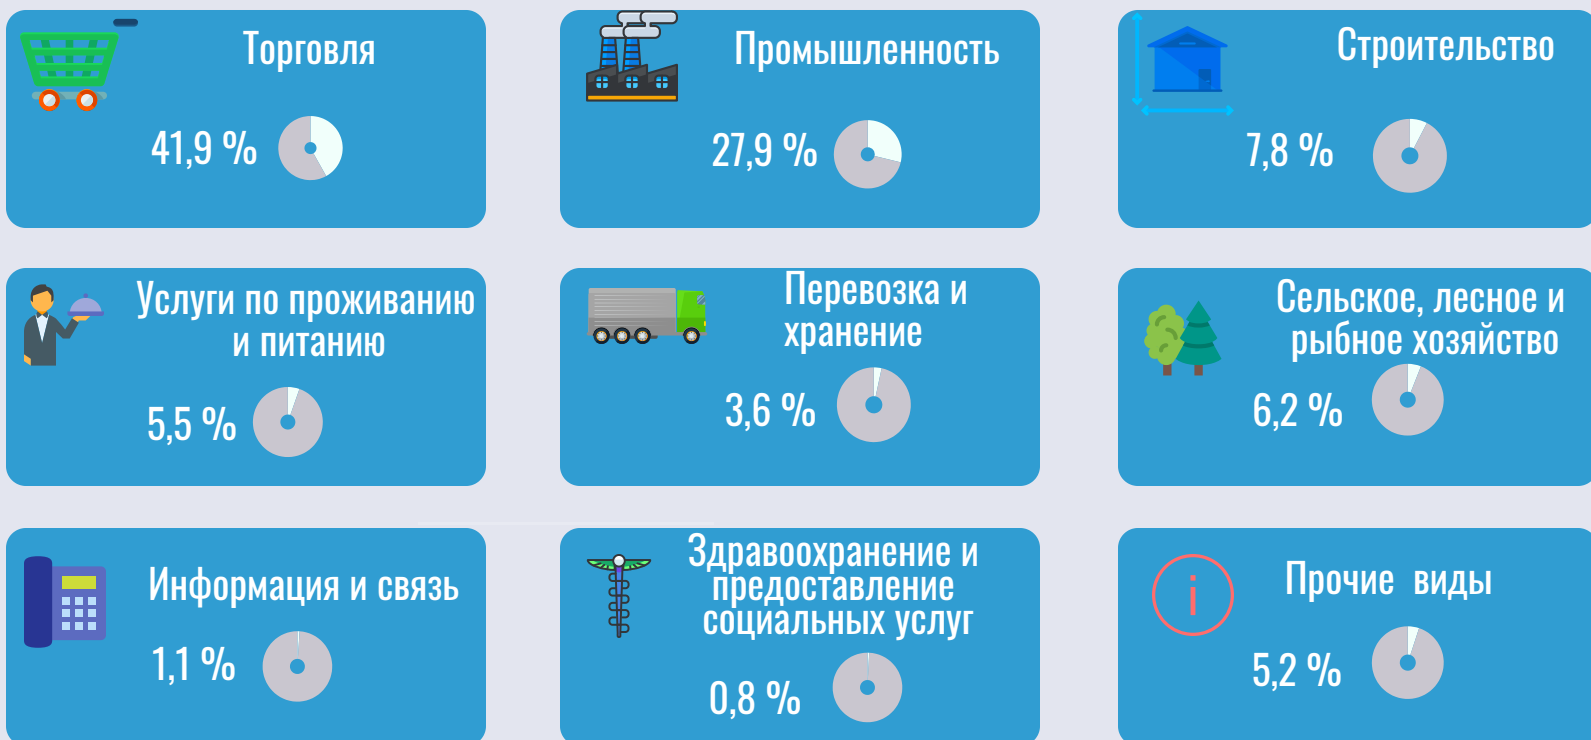 Торговля
41,9 %
Промышленность
27,9 %
Строительство
7,8 %
Услуги по проживанию
и питанию
5,5 %
Перевозка и
хранение
3,6 %
Сельское, лесное и
рыбное хозяйство
6,2 %
Информация и связь
1,1 %
Здравоохранение и
предоставление
социальных услуг
0,8 %
i
Прочие виды
5,2 %